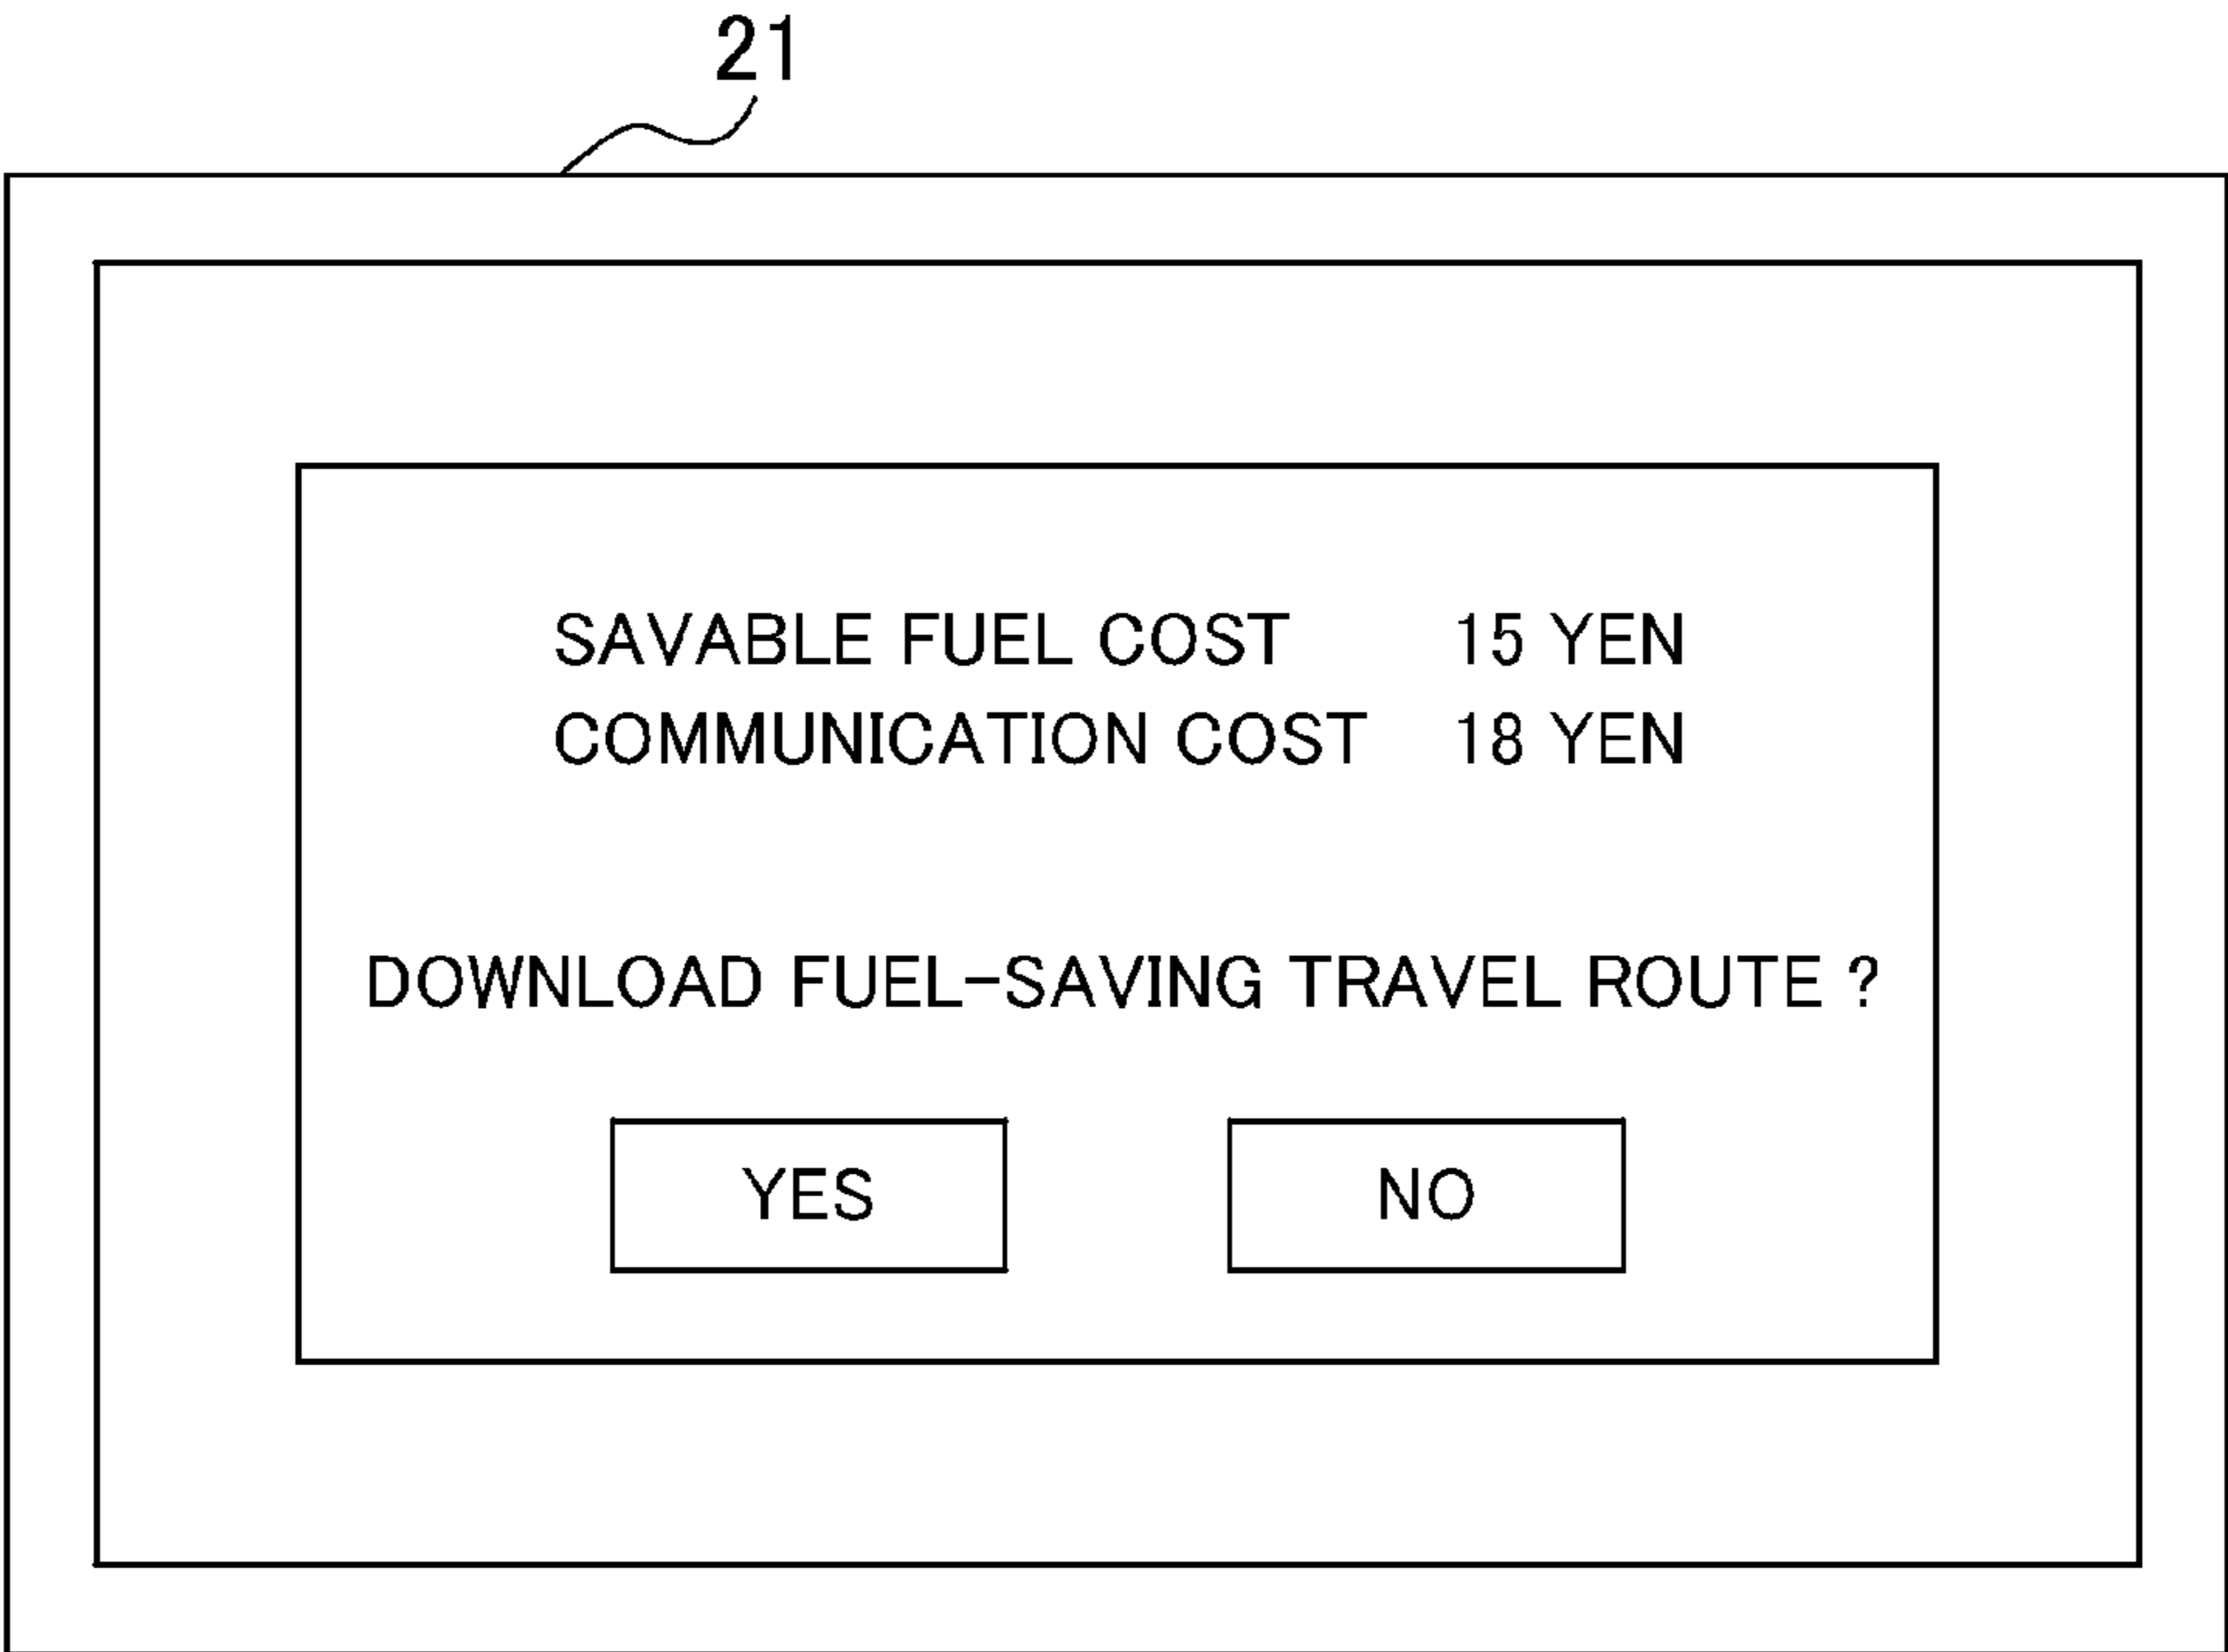 21
SAVABLE FUEL COST 15 YEN
COMMUNICATION COST 18 YEN
DOWNLOAD FUEL-SAVING TRAVEL ROUTE ?
YES NO